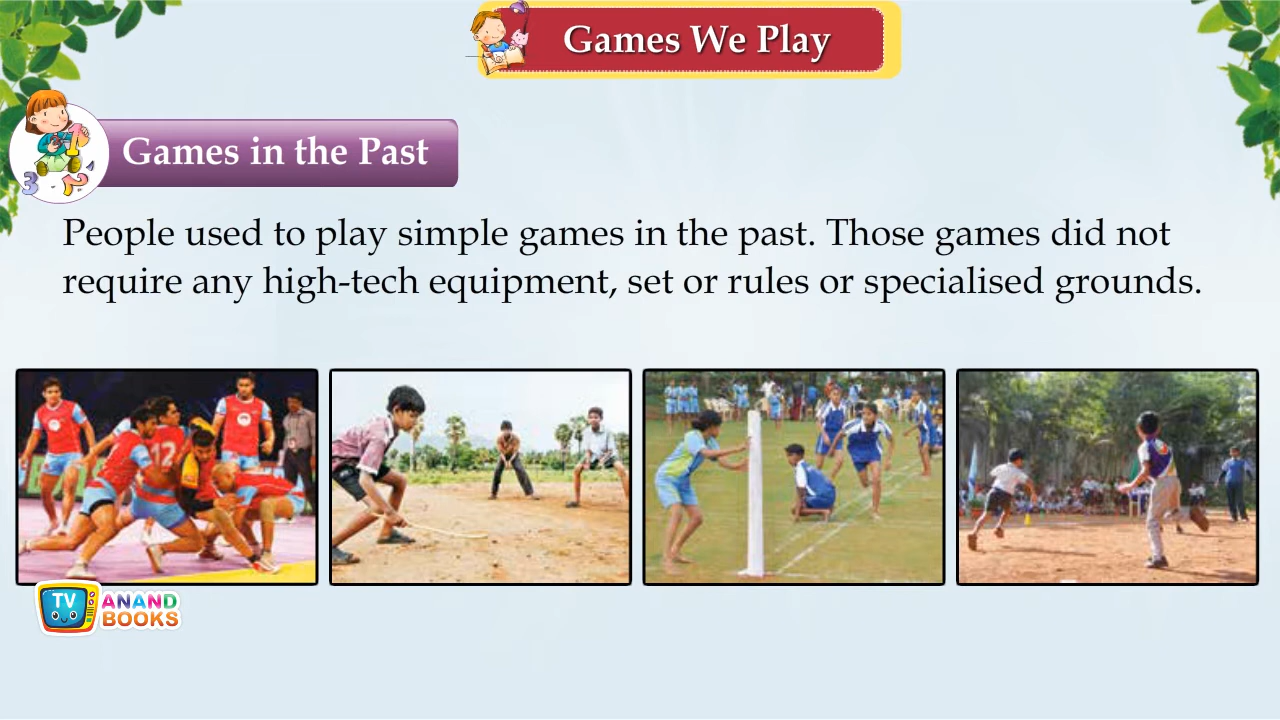 Games We Play
Games in the Past
People used to play simple games in the past. Those games did not
require any high-tech equipment, set or rules or specialised grounds.
12
TV
ANAND
BOOKS